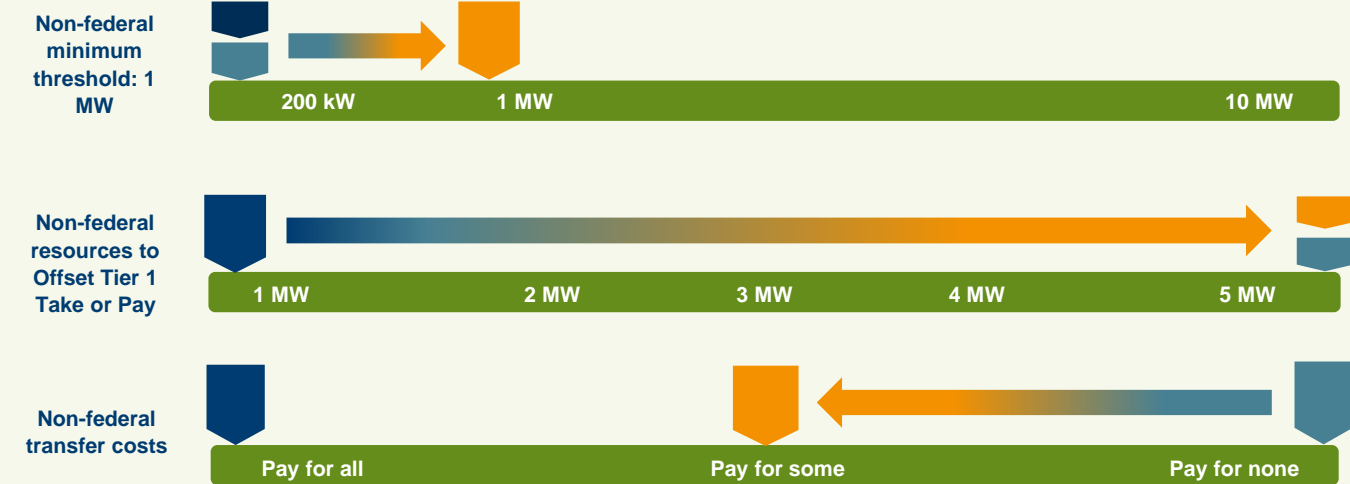 Non-federal
minimum
threshold: 1
MW
200 kW
1 MW
10 MW
Non-federal
resources to
Offset Tier 1
Take or Pay
1 MW
2 MW
3 MW
4 MW
5 MW
Non-federal
transfer costs
Pay for all
Pay for some
Pay for none